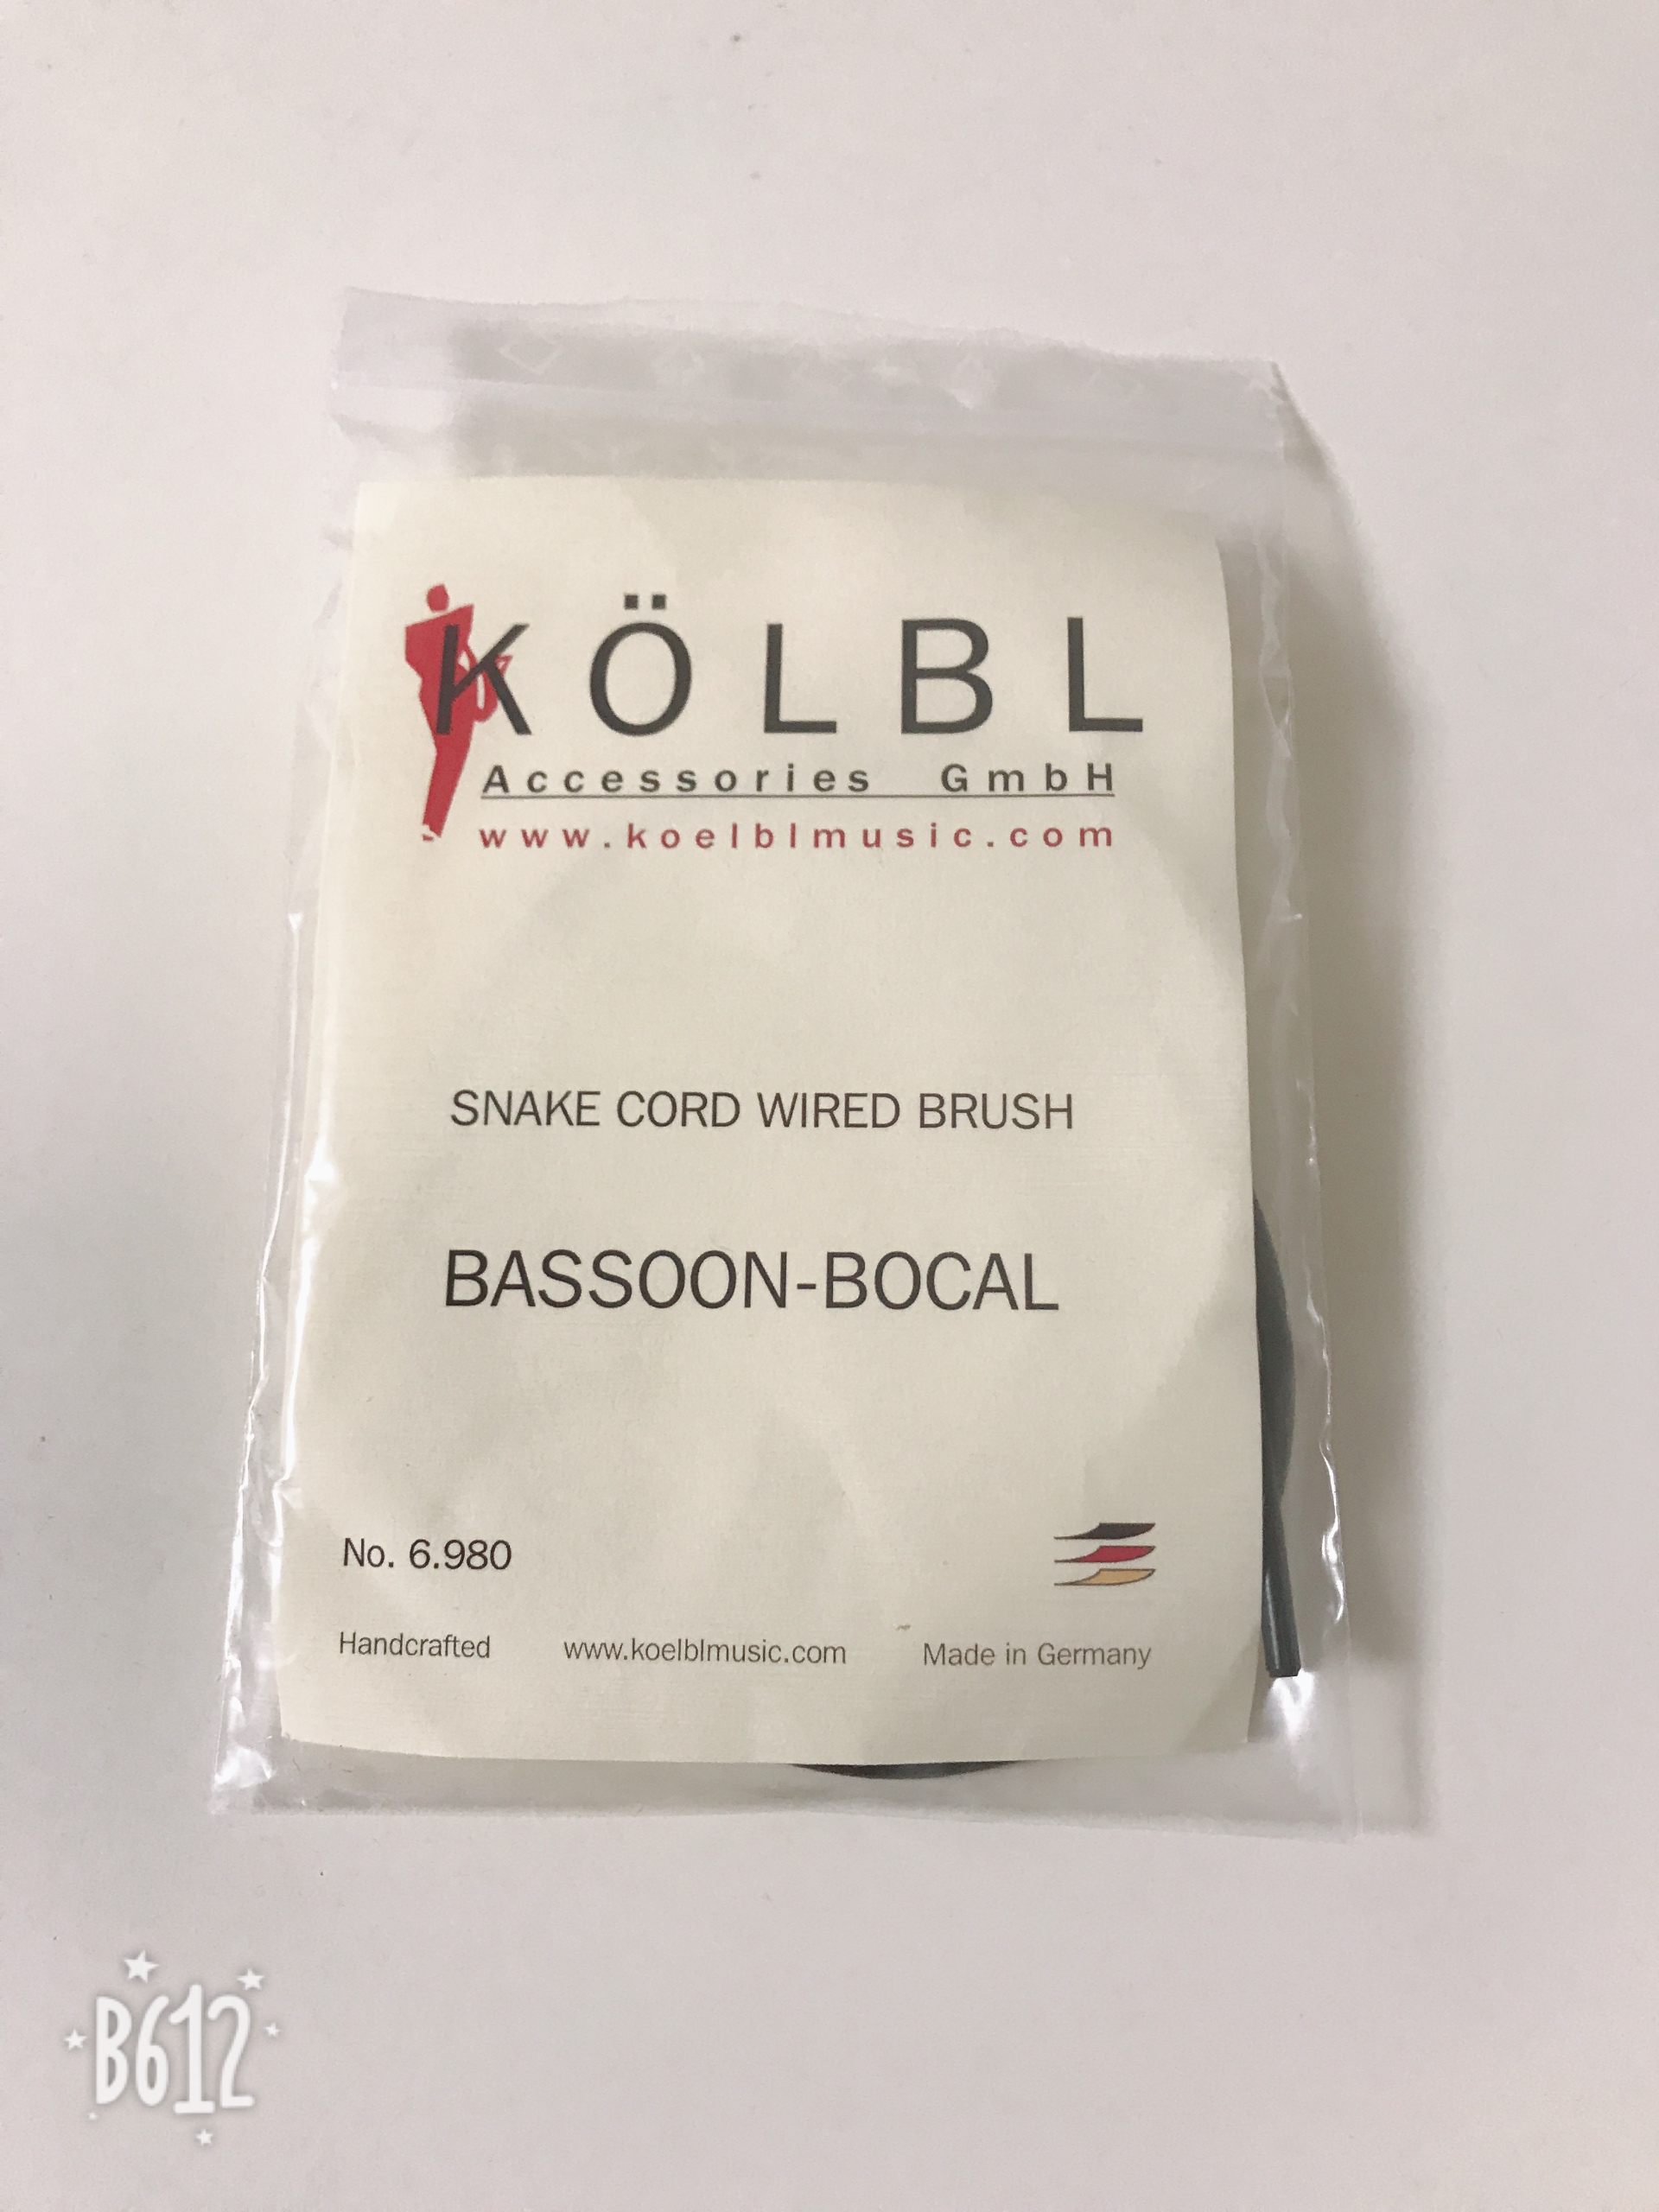 KÖLBL
Accessories GmbH
www.koelblmusic.com
SNAKE CORD WIRED BRUSH
BASSOON-BOCAL
No. 6.980
Handcrafted www.koelblmusic.com Made in Germany
B612